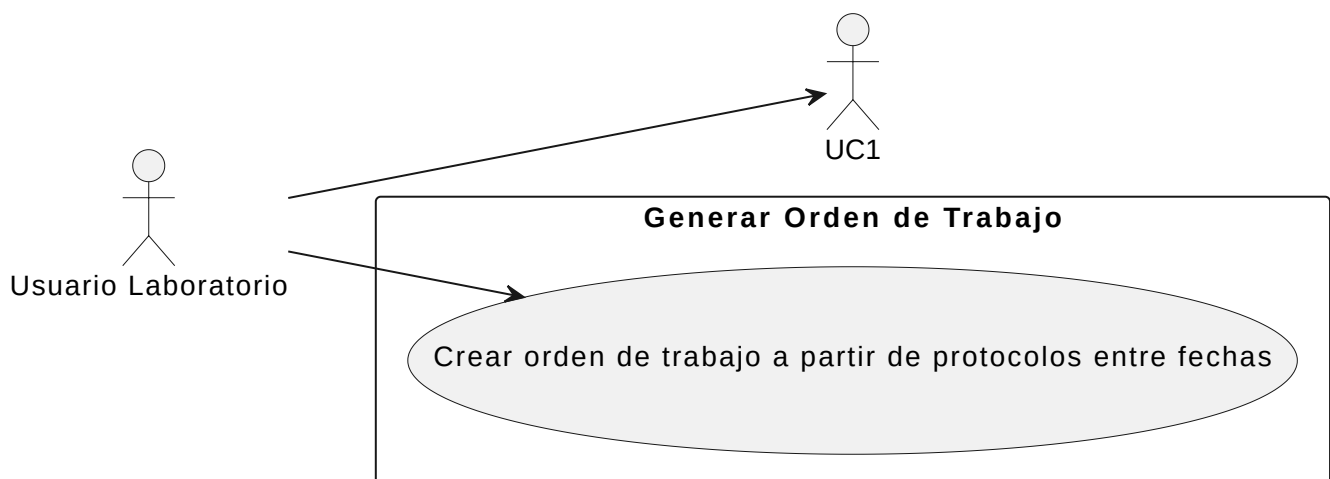 UC1
Usuario Laboratorio
Generar Orden de Trabajo
Crear orden de trabajo a partir de protocolos entre fechas